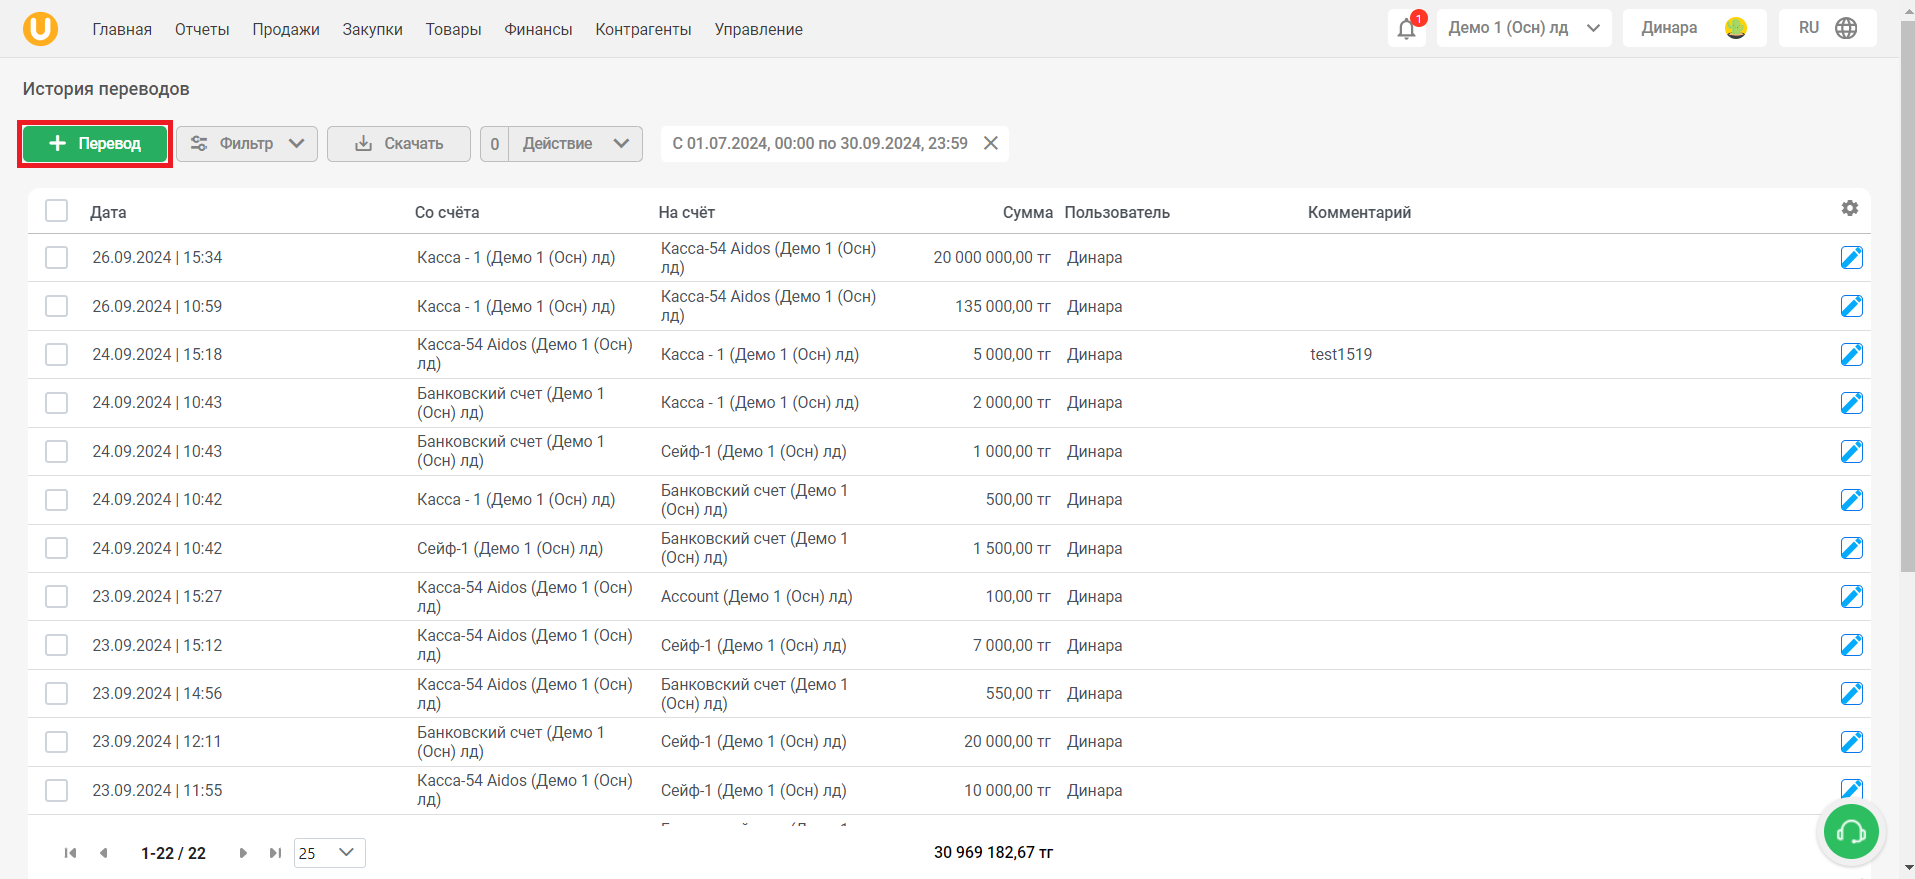 Главная Отчеты Продажи Закупки Товары Финансы Контрагенты Управление 1 Демо 1 (Осн) лд Динара RU
История переводов
Перевод Фильтр Скачать 0 Действие С 01.07.2024, 00:00 по 30.09.2024, 23:59
Дата Со счёта На счёт Сумма Пользователь Комментарий
26.09.2024 | 15:34 Касса - 1 (Демо 1 (Осн) лд) Касса-54 Aidos (Демо 1 (Осн)
лд) 20 000 000,00 тг Динара
26.09.2024 | 10:59 Касса - 1 (Демо 1 (Осн) лд) Касса-54 Aidos (Демо 1 (Осн)
лд) 135 000,00 тг Динара
24.09.2024 | 15:18 Касса-54 Aidos (Демо 1 (Осн)
лд) Касса - 1 (Демо 1 (Осн) лд) 5 000,00 тг Динара test1519
24.09.2024 | 10:43 Банковский счет (Демо 1
(Осн) лд) Касса - 1 (Демо 1 (Осн) лд) 2 000,00 тг Динара
24.09.2024 | 10:43 Банковский счет (Демо 1
(Осн) лд) Сейф-1 (Демо 1 (Осн) лд) 1 000,00 тг Динара
24.09.2024 | 10:42 Касса - 1 (Демо 1 (Осн) лд) Банковский счет (Демо 1
(Осн) лд) 500,00 тг Динара
24.09.2024 | 10:42 Сейф-1 (Демо 1 (Осн) лд) Банковский счет (Демо 1
(Осн) лд) 1 500,00 тг Динара
23.09.2024 | 15:27 Касса-54 Aidos (Демо 1 (Осн)
лд) Account (Демо 1 (Осн) лд) 100,00 тг Динара
23.09.2024 | 15:12 Касса-54 Aidos (Демо 1 (Осн)
лд) Сейф-1 (Демо 1 (Осн) лд) 7 000,00 тг Динара
23.09.2024 | 14:56 Касса-54 Aidos (Демо 1 (Осн)
лд) Банковский счет (Демо 1
(Осн) лд) 550,00 тг Динара
23.09.2024 | 12:11 Банковский счет (Демо 1
(Осн) лд) Сейф-1 (Демо 1 (Осн) лд) 20 000,00 тг Динара
23.09.2024 | 11:55 Касса-54 Aidos (Демо 1 (Осн)
лд) Сейф-1 (Демо 1 (Осн) лд) 10 000,00 тг Динара
1-22 / 22 25 30 969 182,67 тг